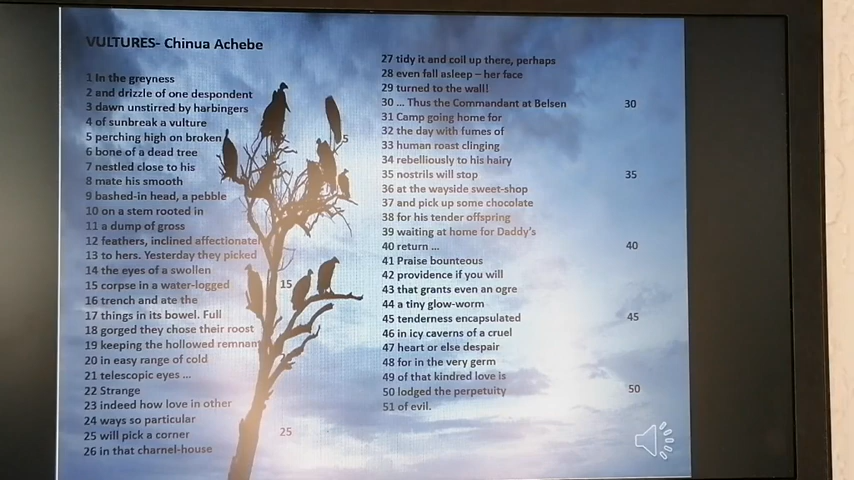 VULTURES- Chinua Achebe
1 In the greyness
2 and drizzle of one despondent
3 dawn unstirred by harbingers
4 of sunbreak a vulture
5 perching high on broken 5
6 bone of a dead tree
7 nestled close to his
8 mate his smooth
9 bashed-in head, a pebble
10 on a stem rooted in
11 a dump of gross
12 feathers, inclined affectionatel
13 to hers. Yesterday they picked
14 the eyes of a swollen
15 corpse in a water-logged 15
16 trench and ate the
17 things in its bowel. Full
18 gorged they chose their roost
19 keeping the hollowed remnant
20 in easy range of cold
21 telescopic eyes ...
22 Strange
23 indeed how love in other
24 ways so particular
25 will pick a corner 25
26 in that charnel-house
27 tidy it and coil up there, perhaps
28 even fall asleep – her face
29 turned to the wall!
30 ... Thus the Commandant at Belsen 30
31 Camp going home for
32 the day with fumes of
33 human roast clinging
34 rebelliously to his hairy
35 nostrils will stop 35
36 at the wayside sweet-shop
37 and pick up some chocolate
38 for his tender offspring
39 waiting at home for Daddy's
40 return ... 40
41 Praise bounteous
42 providence if you will
43 that grants even an ogre
44 a tiny glow-worm
45 tenderness encapsulated 45
46 in icy caverns of a cruel
47 heart or else despair
48 for in the very germ
49 of that kindred love is
50 lodged the perpetuity 50
51 of evil.